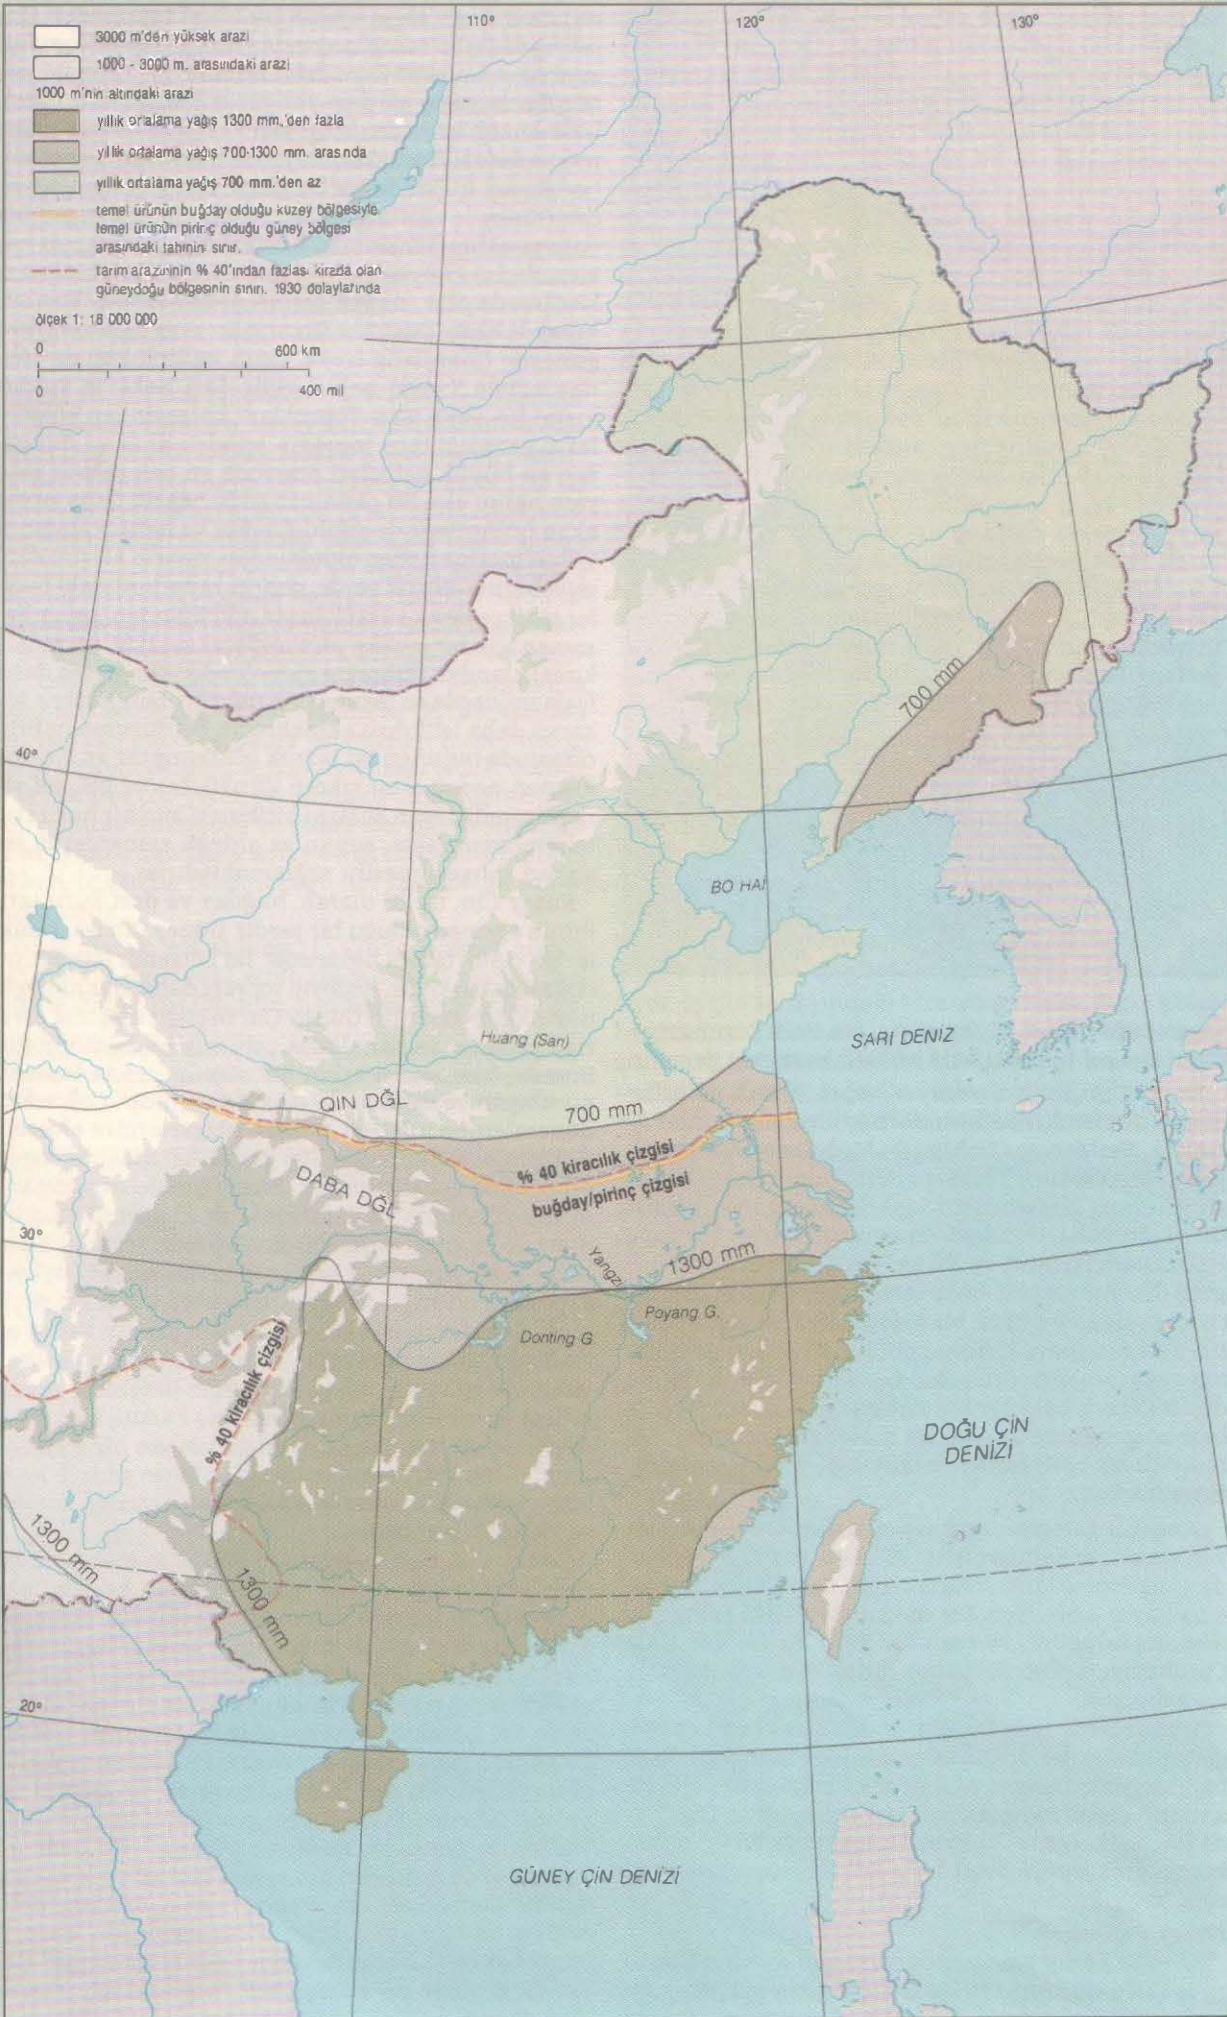 110°
120°
130°
3000 m'den yüksek arazi
1000 - 3000 m. arasındaki arazi
1000 m'nin altındaki arazi
yıllık ortalama yağış 1300 mm.'den fazla
yıllık ortalama yağış 700-1300 mm. arasında
yıllık ortalama yağış 700 mm.'den az
temel ürünün buğday olduğu kuzey bölgesiyle
temel ürünün pirinç olduğu güney bölgesi
arasındaki tahmini sınır.
tarım arazisinin % 40'ından fazlası kirada olan
güneydoğu bölgesinin sınırı. 1930 dolaylarında
ölçek 1: 18 000 000
0 600 km
0 400 mil
700 mm
40°
BO HAI
Huang (Sarı)
SARI DENİZ
QIN DĞL
700 mm
% 40 kiracılık çizgisi
DABA DĞL
buğday/pirinç çizgisi
30°
Yangzi
1300 mm
Poyang G.
Donting G.
% 40 kiracılık çizgisi
DOĞU ÇİN
DENİZİ
1300 mm
1300 mm
20°
GÜNEY ÇİN DENİZİ